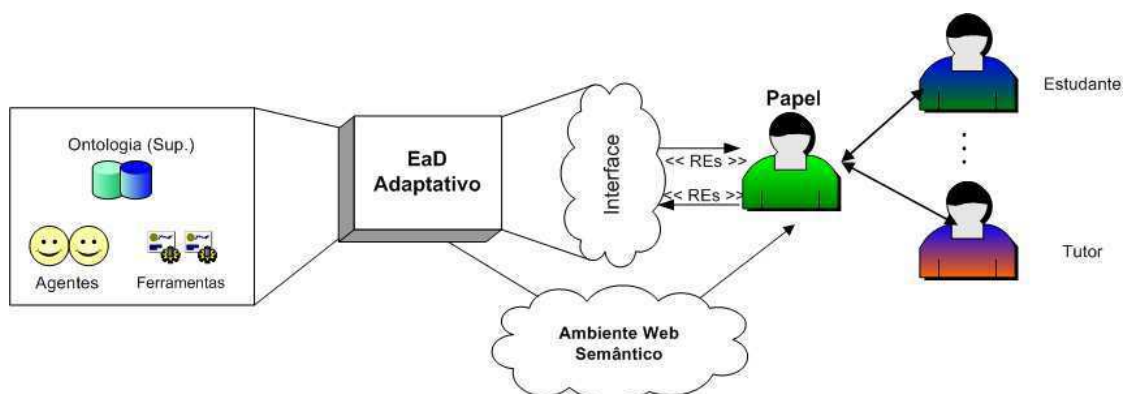 Ontologia (Sup.)
Agentes
Ferramentas
EaD
Adaptativo
Interface
<< REs >>
<< REs >>
Papel
Estudante
Tutor
Ambiente Web
Semântico